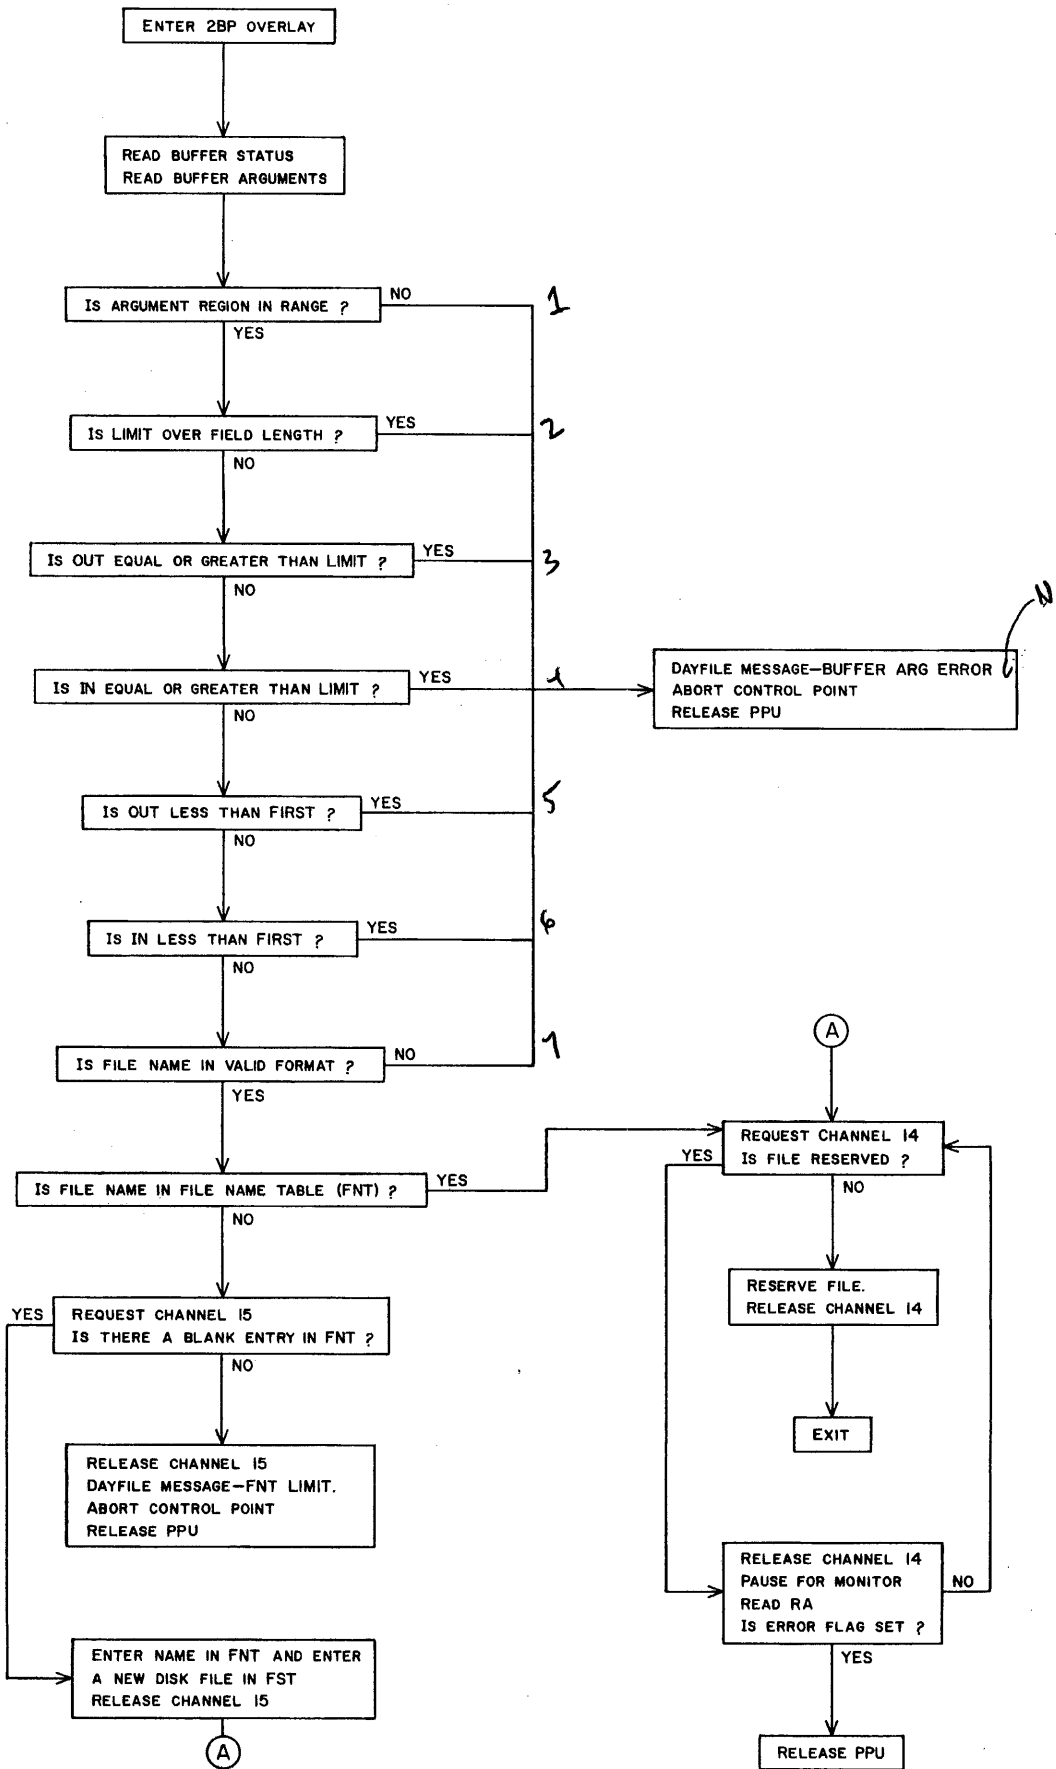 ENTER 2BP OVERLAY
READ BUFFER STATUS
READ BUFFER ARGUMENTS
IS ARGUMENT REGION IN RANGE ?
NO
1
YES
IS LIMIT OVER FIELD LENGTH ?
YES
2
NO
IS OUT EQUAL OR GREATER THAN LIMIT ?
YES
3
NO
N
DAYFILE MESSAGE—BUFFER ARG ERROR
ABORT CONTROL POINT
RELEASE PPU
IS IN EQUAL OR GREATER THAN LIMIT ?
YES
4
NO
IS OUT LESS THAN FIRST ?
YES
5
NO
IS IN LESS THAN FIRST ?
YES
6
NO
IS FILE NAME IN VALID FORMAT ?
NO
7
YES
IS FILE NAME IN FILE NAME TABLE (FNT) ?
YES
NO
REQUEST CHANNEL 15
IS THERE A BLANK ENTRY IN FNT ?
YES
NO
RELEASE CHANNEL 15
DAYFILE MESSAGE—FNT LIMIT.
ABORT CONTROL POINT
RELEASE PPU
ENTER NAME IN FNT AND ENTER
A NEW DISK FILE IN FST
RELEASE CHANNEL 15
A
A
REQUEST CHANNEL 14
IS FILE RESERVED ?
YES
NO
RESERVE FILE.
RELEASE CHANNEL 14
EXIT
RELEASE CHANNEL 14
PAUSE FOR MONITOR
READ RA
IS ERROR FLAG SET ?
NO
YES
RELEASE PPU